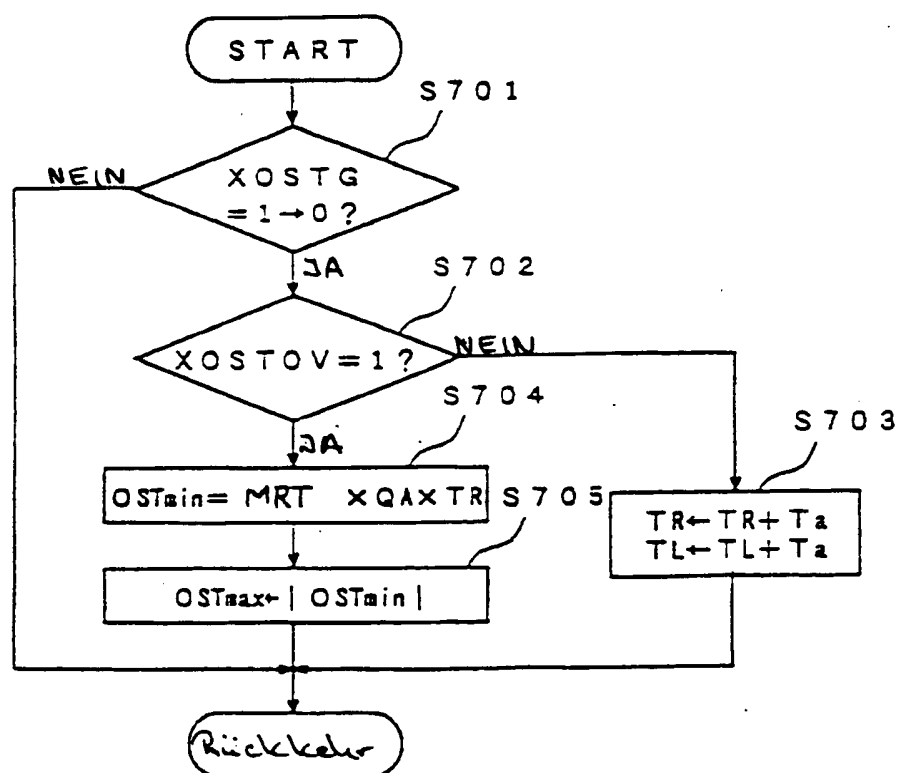 START
S701
NEIN
XOSTG
=1→0?
JA
S702
XOSTOV=1?
NEIN
S704
JA
S703
OSTmin= MRT ×QA×TR
S705
TR←TR+Ta
TL←TL+Ta
OSTmax←|OSTmin|
Rückkehr